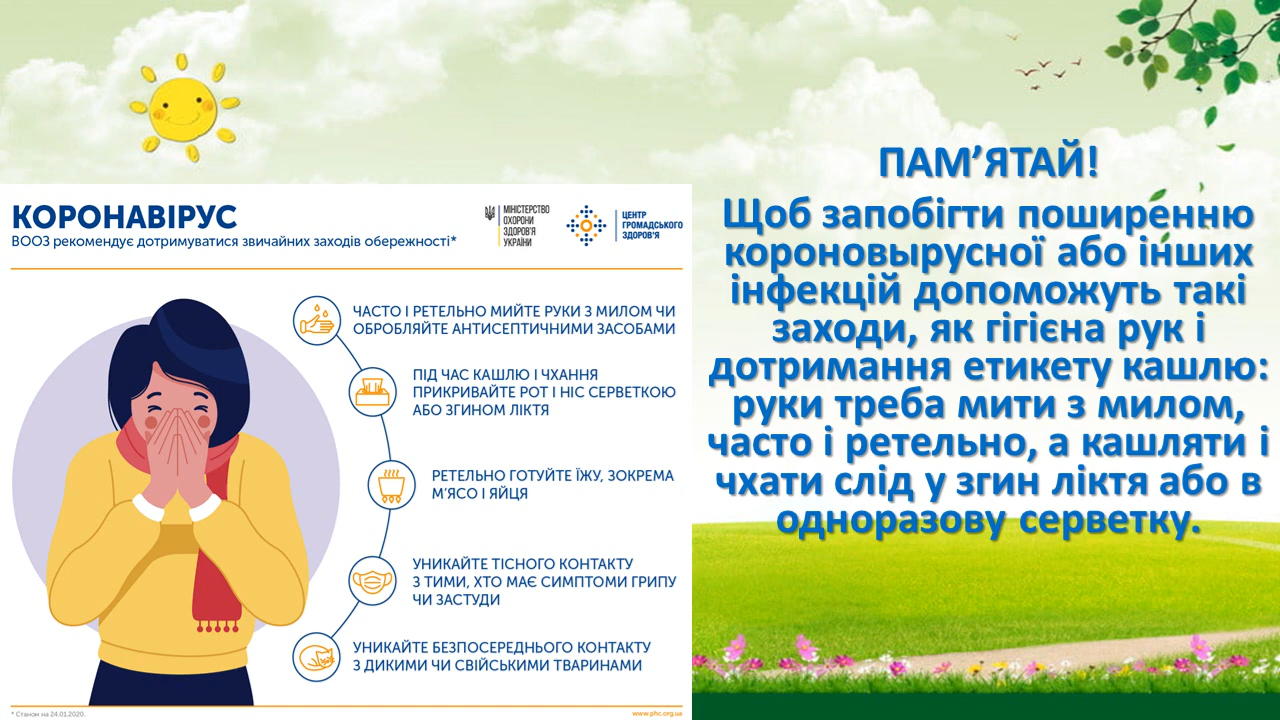 КОРОНАВІРУС
ВООЗ рекомендує дотримуватися звичайних заходів обережності*
МІНІСТЕРСТВО
ОХОРОНИ
ЗДОРОВ'Я
УКРАЇНИ
ЦЕНТР
ГРОМАДСЬКОГО
ЗДОРОВ'Я
ЧАСТО І РЕТЕЛЬНО МИЙТЕ РУКИ З МИЛОМ ЧИ
ОБРОБЛЯЙТЕ АНТИСЕПТИЧНИМИ ЗАСОБАМИ
ПІД ЧАС КАШЛЮ І ЧХАННЯ
ПРИКРИВАЙТЕ РОТ І НІС СЕРВЕТКОЮ
АБО ЗГИНОМ ЛІКТЯ
РЕТЕЛЬНО ГОТУЙТЕ ЇЖУ, ЗОКРЕМА
М'ЯСО І ЯЙЦЯ
УНИКАЙТЕ ТІСНОГО КОНТАКТУ
З ТИМИ, ХТО МАЄ СИМПТОМИ ГРИПУ
ЧИ ЗАСТУДИ
УНИКАЙТЕ БЕЗПОСЕРЕДНЬОГО КОНТАКТУ
З ДИКИМИ ЧИ СВІЙСЬКИМИ ТВАРИНАМИ
* Станом на 24.01.2020.
www.phc.org.ua
ПАМ’ЯТАЙ!
Щоб запобігти поширенню
короновырусної або інших
інфекцій допоможуть такі
заходи, як гігієна рук і
дотримання етикету кашлю:
руки треба мити з милом,
часто і ретельно, а кашляти і
чхати слід у згин ліктя або в
одноразову серветку.